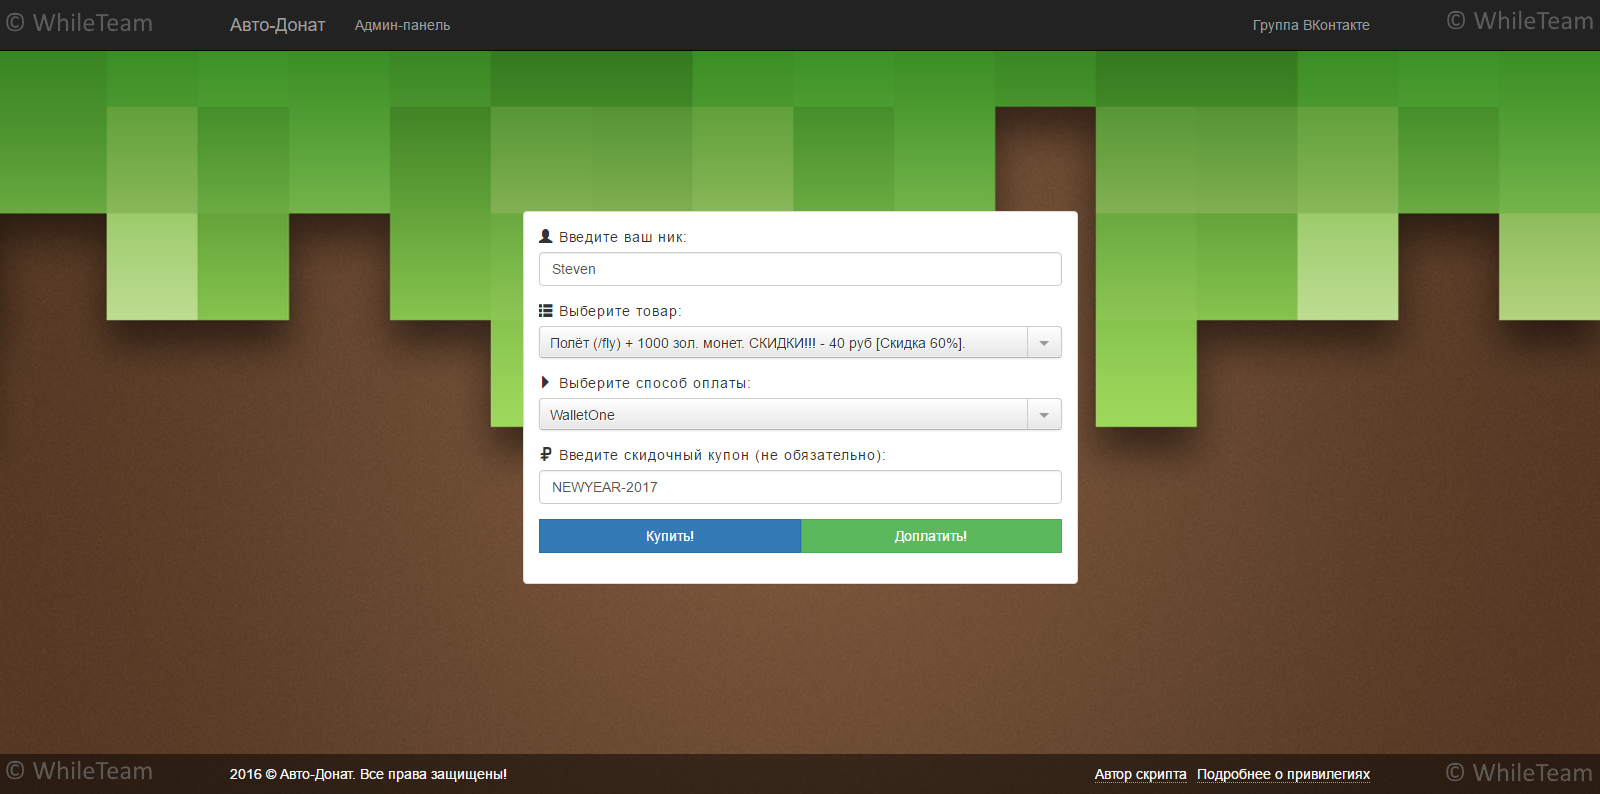 © WhileTeam
Авто-Донат Админ-панель Группа ВКонтакте
© WhileTeam
Введите ваш ник:
Steven
Выберите товар:
Полёт (/fly) + 1000 зол. монет. СКИДКИ!!! - 40 руб [Скидка 60%].
Выберите способ оплаты:
WalletOne
Введите скидочный купон (не обязательно):
NEWYEAR-2017
Купить! Доплатить!
© WhileTeam
2016 © Авто-Донат. Все права защищены! Автор скрипта Подробнее о привилегиях
© WhileTeam